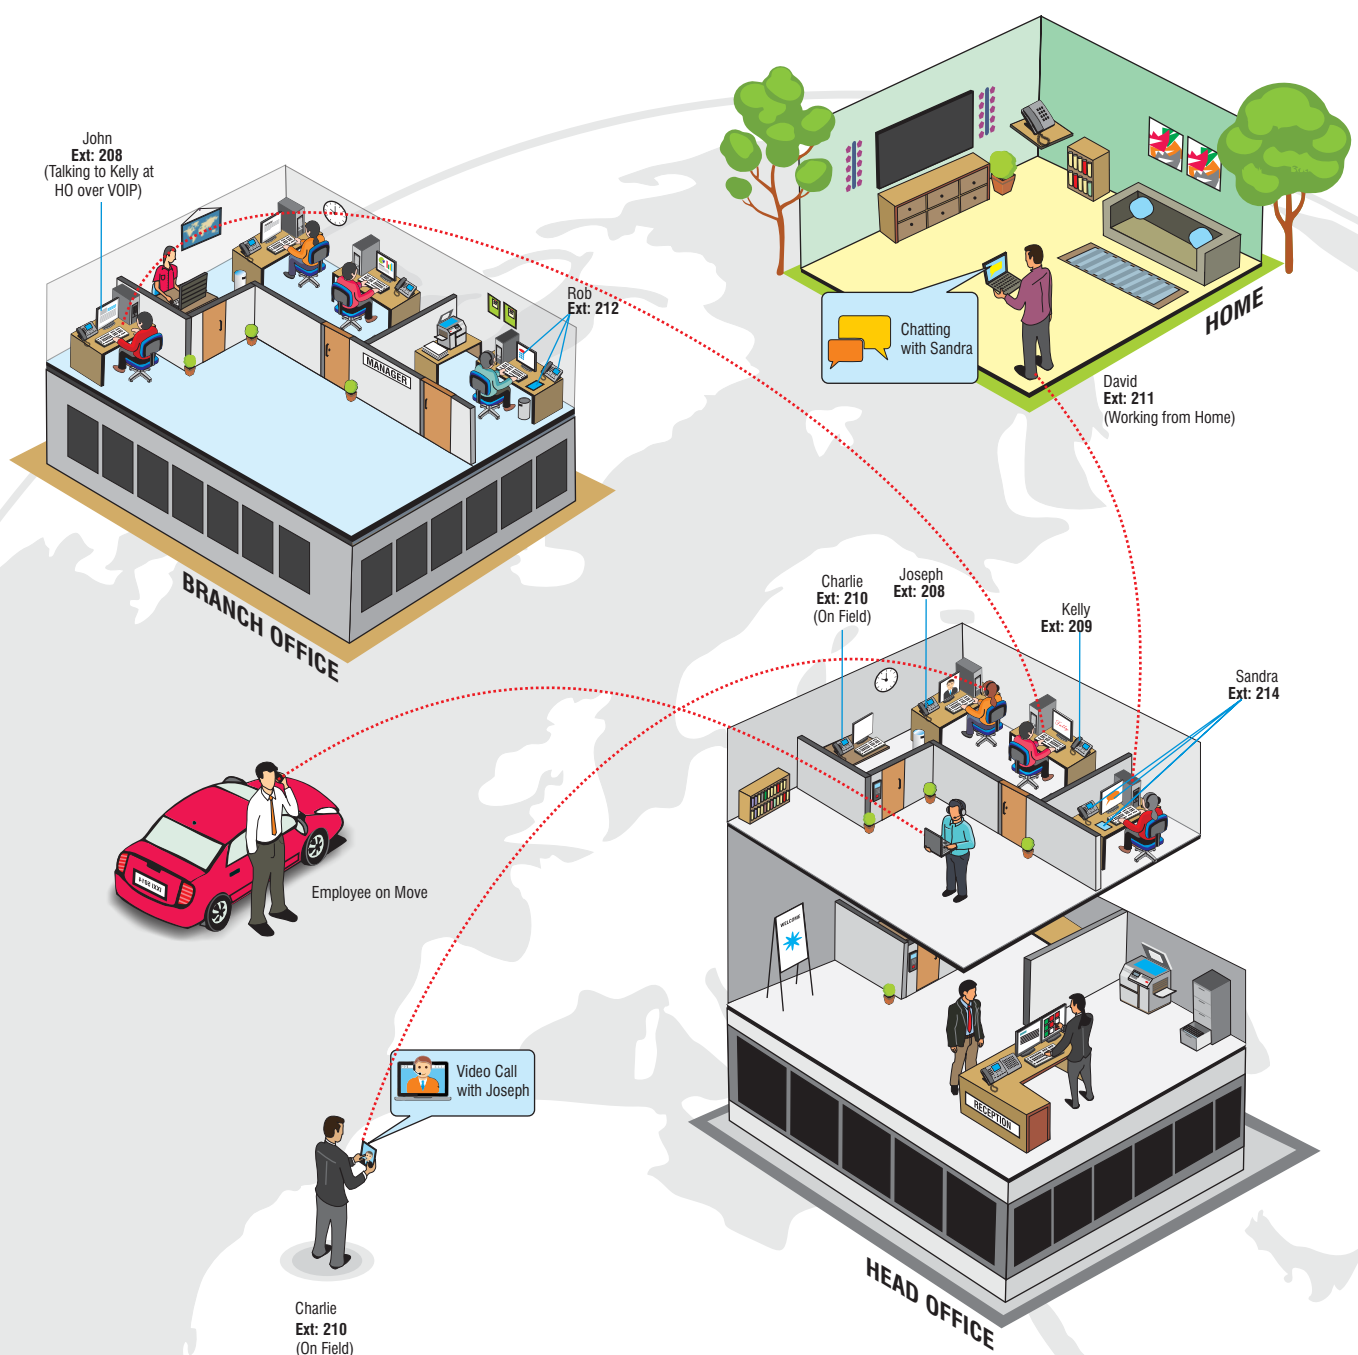 John
Ext: 208
(Talking to Kelly at
HO over VOIP)
Rob
Ext: 212
MANAGER
BRANCH OFFICE
Chatting
with Sandra
HOME
David
Ext: 211
(Working from Home)
Charlie
Ext: 210
(On Field)
Joseph
Ext: 208
Kelly
Ext: 209
Sandra
Ext: 214
Employee on Move
WELCOME
RECEPTION
HEAD OFFICE
Video Call
with Joseph
Charlie
Ext: 210
(On Field)